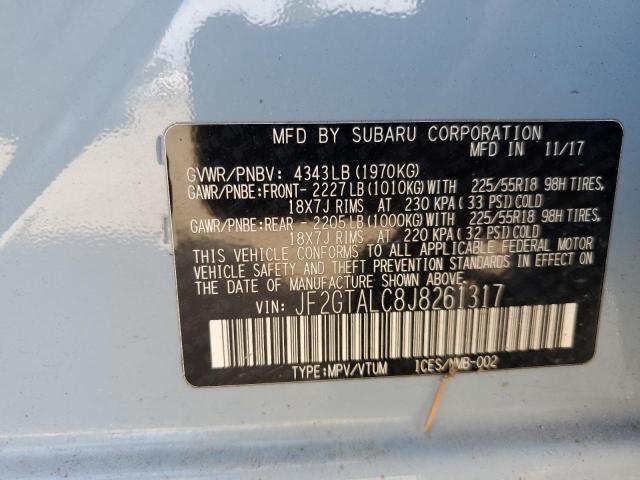 MFD BY SUBARU CORPORATION
MFD IN 11/17
GVWR/PNBV: 4343LB (1970KG)
GAWR/PNBE:FRONT- 2227LB (1010KG) WITH 225/55R18 98H TIRES,
18X7J RIMS AT 230 KPA (33 PSI) COLD
GAWR/PNBE:REAR - 2205LB (1000KG) WITH 225/55R18 98H TIRES,
18X7J RIMS AT 220 KPA (32 PSI) COLD
THIS VEHICLE CONFORMS TO ALL APPLICABLE FEDERAL MOTOR
VEHICLE SAFETY AND THEFT PREVENTION STANDARDS IN EFFECT ON
THE DATE OF MANUFACTURE SHOWN ABOVE.
VIN: JF2GTALC8J8261317
TYPE:MPV/VTUM ICES/NMB-002